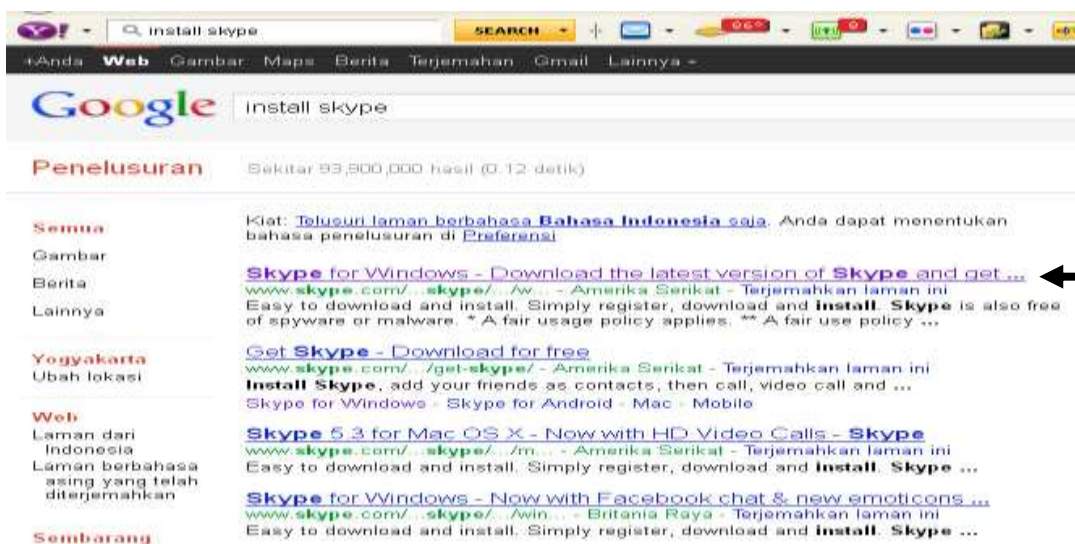 Y! install skype SEARCH
+Anda Web Gambar Maps Berita Terjemahan Gmail Lainnya
Google install skype
Penelusuran Sekitar 93,900,000 hasil (0.12 detik)
Semua
Gambar
Berita
Lainnya
Yogyakarta
Ubah lokasi
Web
Laman dari
Indonesia
Laman berbahasa
asing yang telah
diterjemahkan
Sembarang
Kiat: Telusuri laman berbahasa Bahasa Indonesia saja. Anda dapat menentukan
bahasa penelusuran di Preferensi
Skype for Windows - Download the latest version of Skype and get ...
www.skype.com/...skype/.../w... - Amerika Serikat - Terjemahkan laman ini
Easy to download and install. Simply register, download and install. Skype is also free
of spyware or malware. * A fair usage policy applies. ** A fair use policy ...
Get Skype - Download for free
www.skype.com/.../get-skype/ - Amerika Serikat - Terjemahkan laman ini
Install Skype, add your friends as contacts, then call, video call and ...
Skype for Windows - Skype for Android - Mac - Mobile
Skype 5.3 for Mac OS X - Now with HD Video Calls - Skype
www.skype.com/...skype/.../m... - Amerika Serikat - Terjemahkan laman ini
Easy to download and install. Simply register, download and install. Skype ...
Skype for Windows - Now with Facebook chat & new emoticons ...
www.skype.com/...skype/.../win... - Britania Raya - Terjemahkan laman ini
Easy to download and install. Simply register, download and install. Skype ...